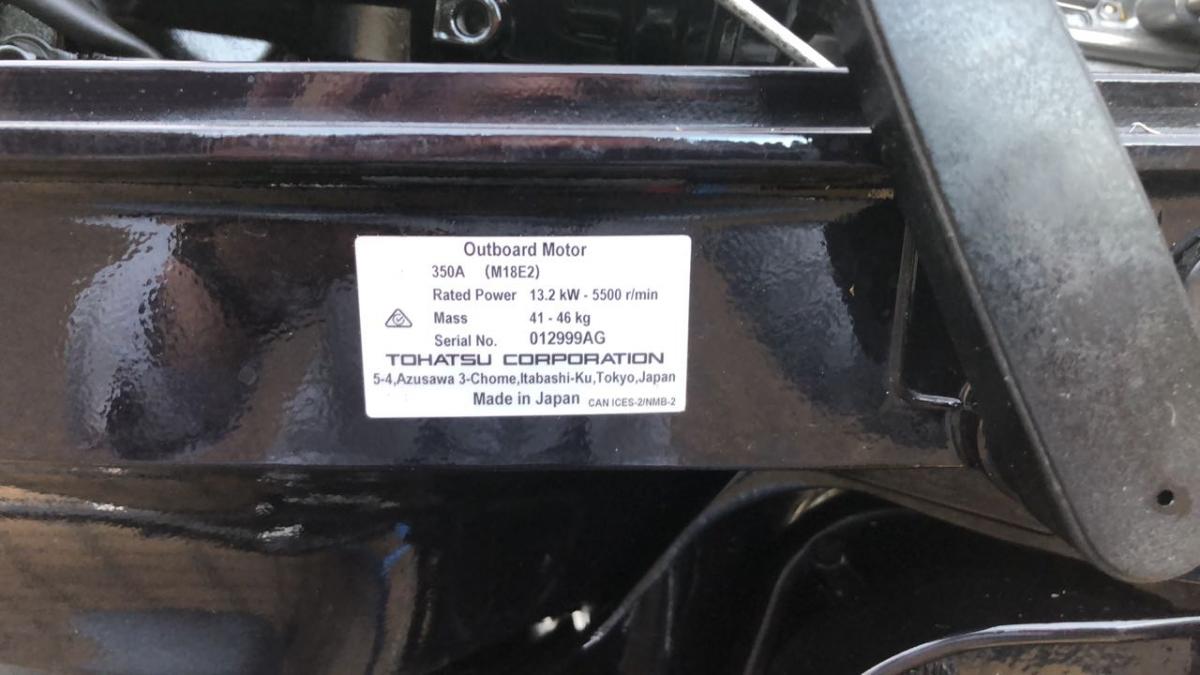 Outboard Motor
350A (M18E2)
Rated Power 13.2 kW - 5500 r/min
Mass 41 - 46 kg
Serial No. 012999AG
TOHATSU CORPORATION
5-4,Azusawa 3-Chome,Itabashi-Ku,Tokyo,Japan
Made in Japan CAN ICES-2/NMB-2